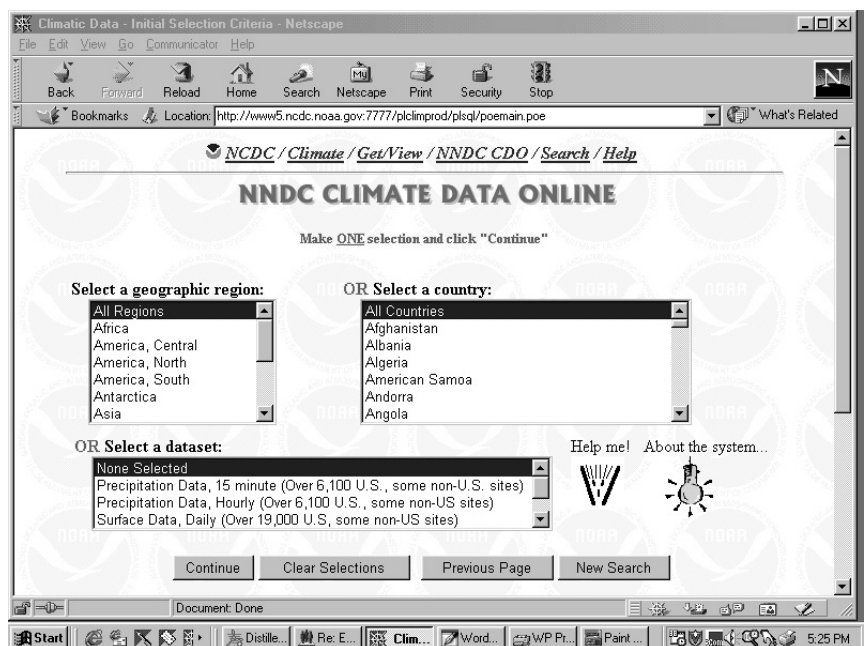 Climatic Data - Initial Selection Criteria - Netscape
File Edit View Go Communicator Help
Back Forward Reload Home Search Netscape Print Security Stop
Bookmarks Location: http://www5.ncdc.noaa.gov:7777/plclimprod/plsql/poemain.poe What's Related
NCDC / Climate / Get/View / NNDC CDO / Search / Help
NNDC CLIMATE DATA ONLINE
Make ONE selection and click "Continue"
Select a geographic region: OR Select a country:
All Regions All Countries
Africa Afghanistan
America, Central Albania
America, North Algeria
America, South American Samoa
Antarctica Andorra
Asia Angola
OR Select a dataset: Help me! About the system...
None Selected
Precipitation Data, 15 minute (Over 6,100 U.S., some non-U.S. sites)
Precipitation Data, Hourly (Over 6,100 U.S., some non-US sites)
Surface Data, Daily (Over 19,000 U.S, some non-US sites)
Continue Clear Selections Previous Page New Search
Document: Done
Start Distille... Re: E... Clim... Word... WP Pr... Paint ... 5:25 PM